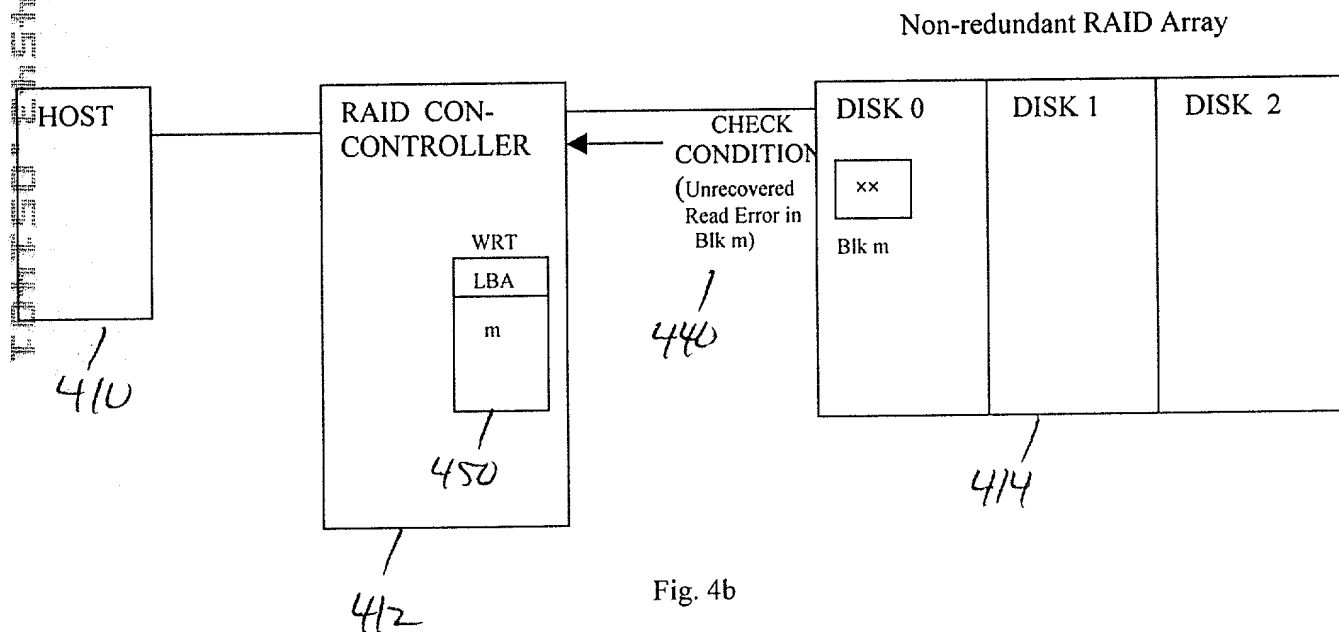 Non-redundant RAID Array
HOST
RAID CON-
CONTROLLER
CHECK
CONDITION
(Unrecovered
Read Error in
Blk m)
DISK 0
DISK 1
DISK 2
××
Blk m
WRT
LBA
m
440
410
450
414
412
Fig. 4b